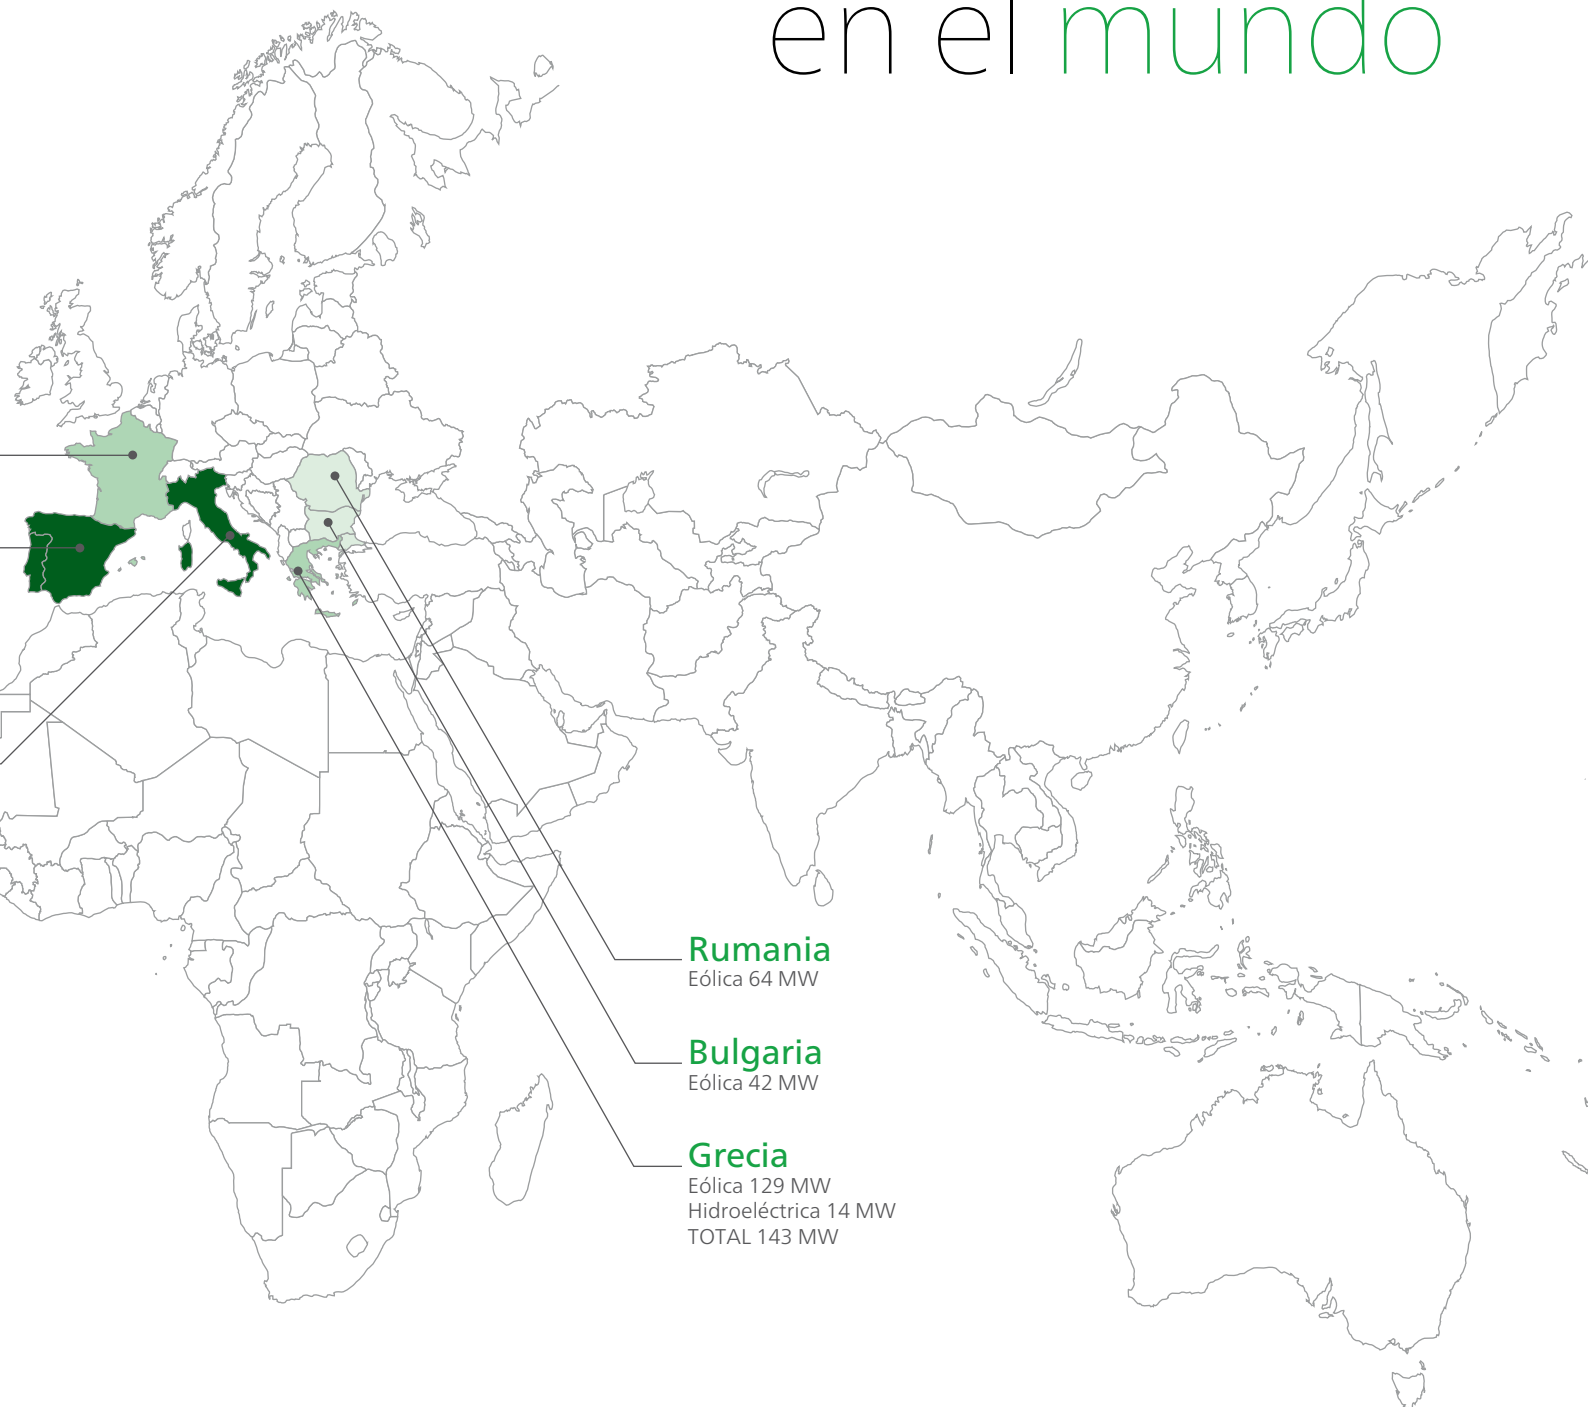 en el mundo
Rumania
Eólica 64 MW
Bulgaria
Eólica 42 MW
Grecia
Eólica 129 MW
Hidroeléctrica 14 MW
TOTAL 143 MW